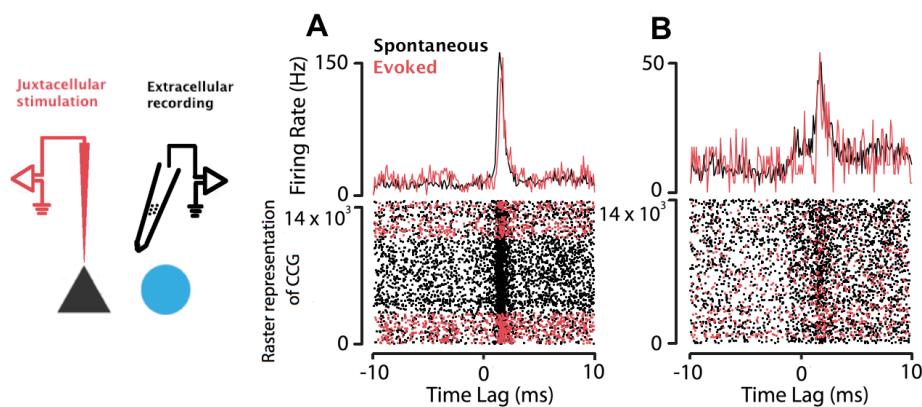 Juxtacellular
stimulation
Extracellular
recording
A
Spontaneous
Evoked
Firing Rate (Hz)
150
0
Raster representation
of CCG
14 x 10³
0
-10
0
10
Time Lag (ms)
B
50
0
14 x 10³
0
-10
0
10
Time Lag (ms)